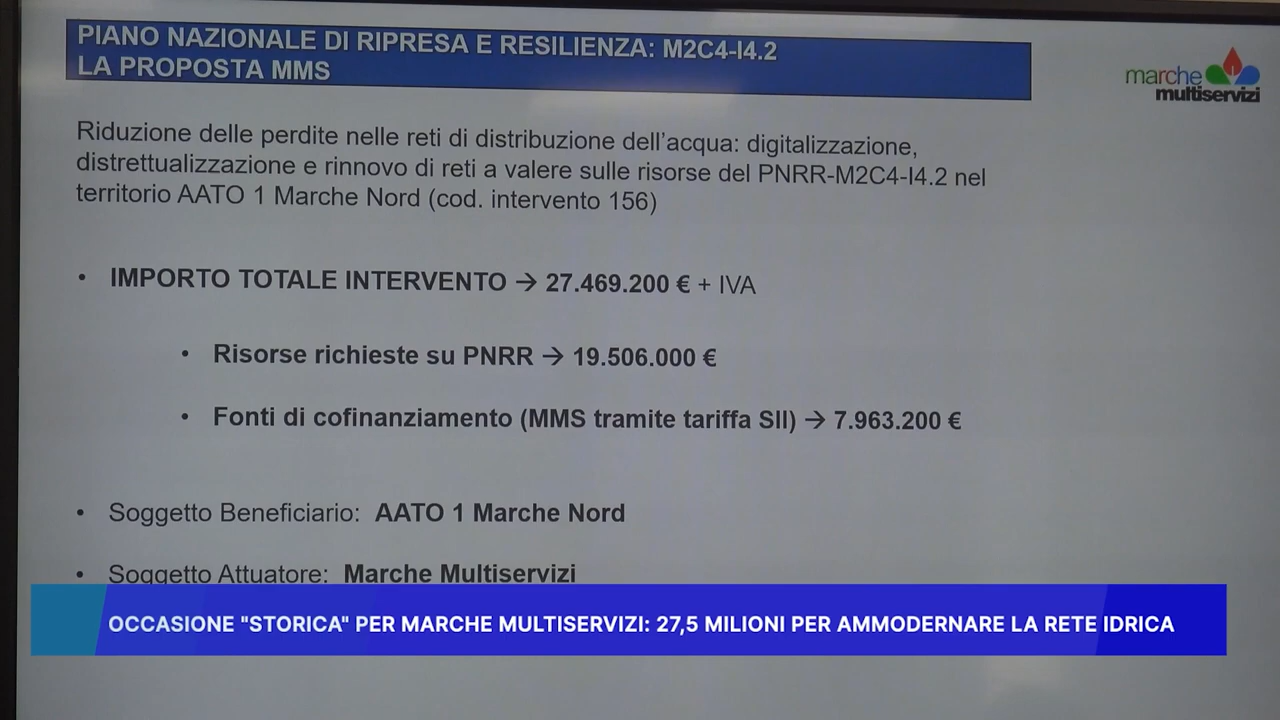 PIANO NAZIONALE DI RIPRESA E RESILIENZA: M2C4-I4.2
LA PROPOSTA MMS
marche
multiservizi
Riduzione delle perdite nelle reti di distribuzione dell'acqua: digitalizzazione,
distrettualizzazione e rinnovo di reti a valere sulle risorse del PNRR-M2C4-I4.2 nel
territorio AATO 1 Marche Nord (cod. intervento 156)
• IMPORTO TOTALE INTERVENTO → 27.469.200 € + IVA
• Risorse richieste su PNRR → 19.506.000 €
• Fonti di cofinanziamento (MMS tramite tariffa SII) → 7.963.200 €
• Soggetto Beneficiario: AATO 1 Marche Nord
• Soggetto Attuatore: Marche Multiservizi
OCCASIONE "STORICA" PER MARCHE MULTISERVIZI: 27,5 MILIONI PER AMMODERNARE LA RETE IDRICA